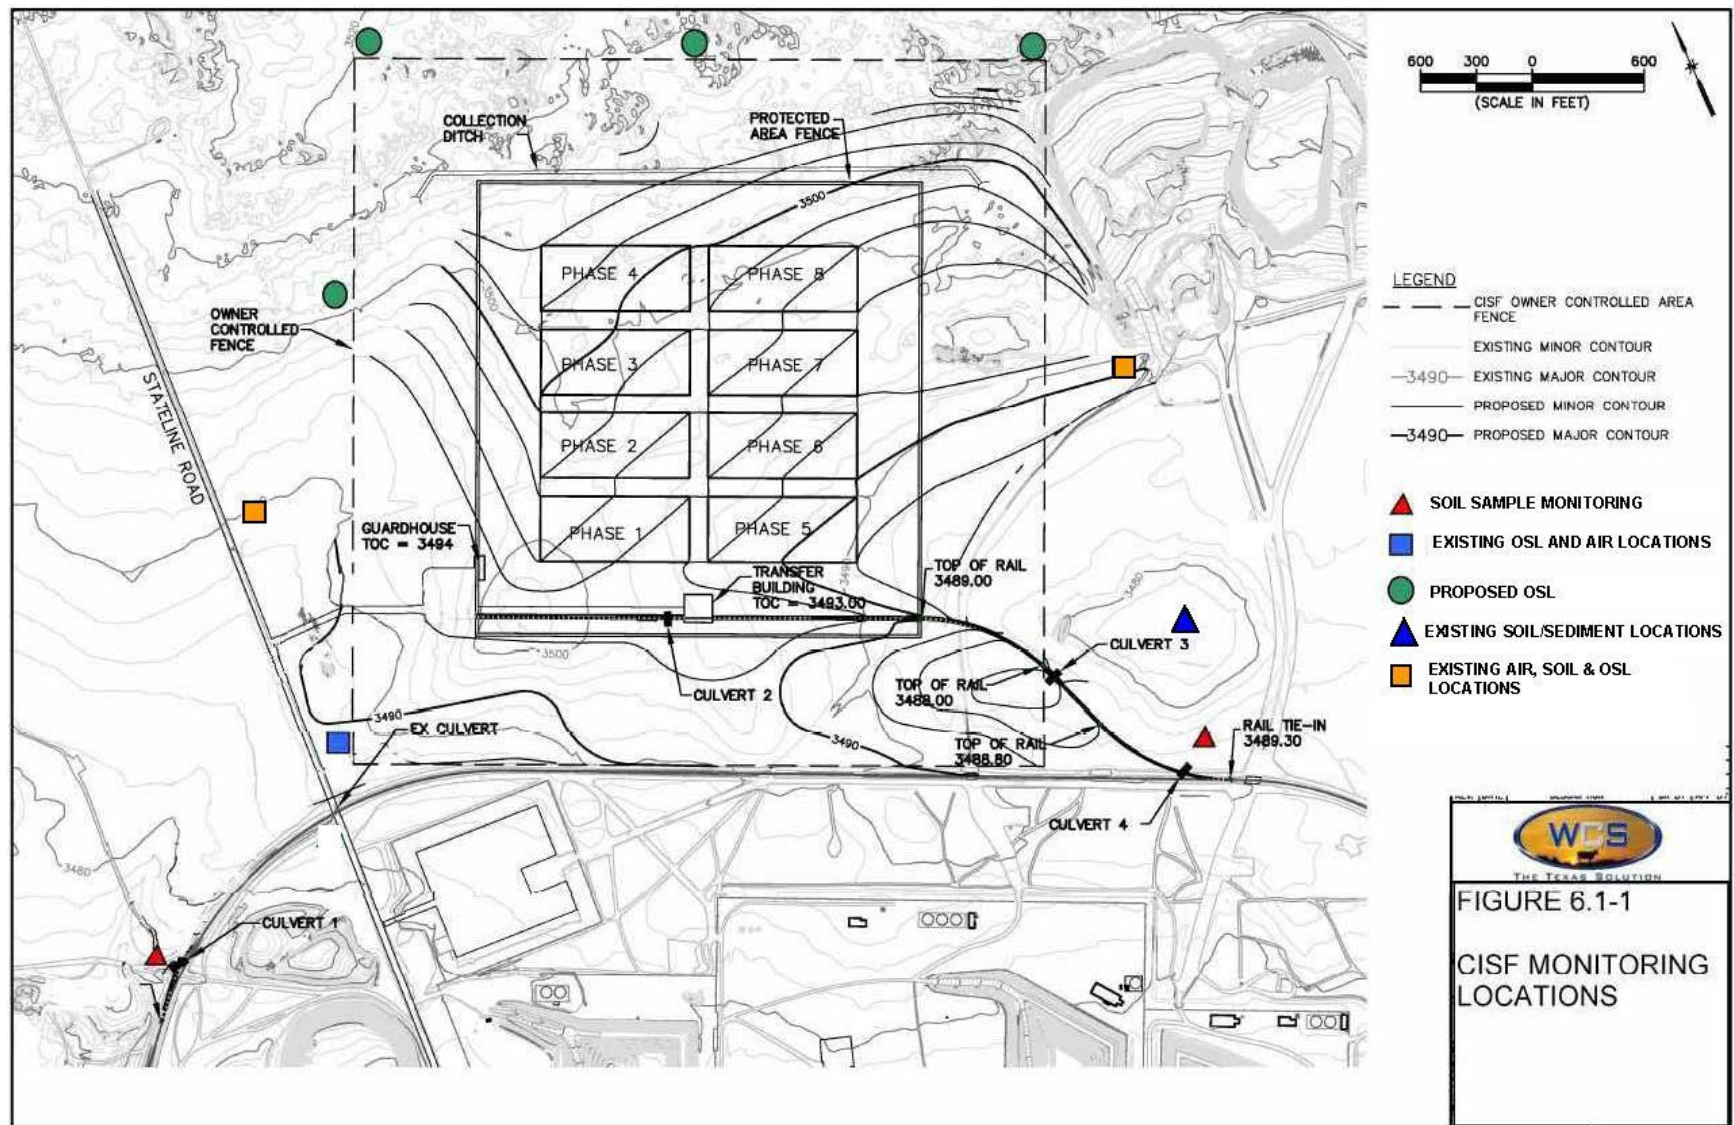 3500
COLLECTION
DITCH
PROTECTED
AREA FENCE
3500
PHASE 4
PHASE 8
3500
OWNER
CONTROLLED
FENCE
PHASE 3
PHASE 7
STATELINE ROAD
PHASE 2
PHASE 6
GUARDHOUSE
TOC = 3494
PHASE 1
PHASE 5
TRANSFER
BUILDING
TOC = 3493.00
3490
TOP OF RAIL
3489.00
3480
3500
CULVERT 3
CULVERT 2
TOP OF RAIL
3488.00
3490
EX CULVERT
3490
TOP OF RAIL
3488.80
RAIL TIE-IN
3489.30
CULVERT 4
3480
CULVERT 1
600 300 0 600
(SCALE IN FEET)
LEGEND
CISF OWNER CONTROLLED AREA
FENCE
EXISTING MINOR CONTOUR
3490 EXISTING MAJOR CONTOUR
PROPOSED MINOR CONTOUR
3490 PROPOSED MAJOR CONTOUR
SOIL SAMPLE MONITORING
EXISTING OSL AND AIR LOCATIONS
PROPOSED OSL
EXISTING SOIL/SEDIMENT LOCATIONS
EXISTING AIR, SOIL & OSL
LOCATIONS
WCS
THE TEXAS SOLUTION
FIGURE 6.1-1
CISF MONITORING
LOCATIONS